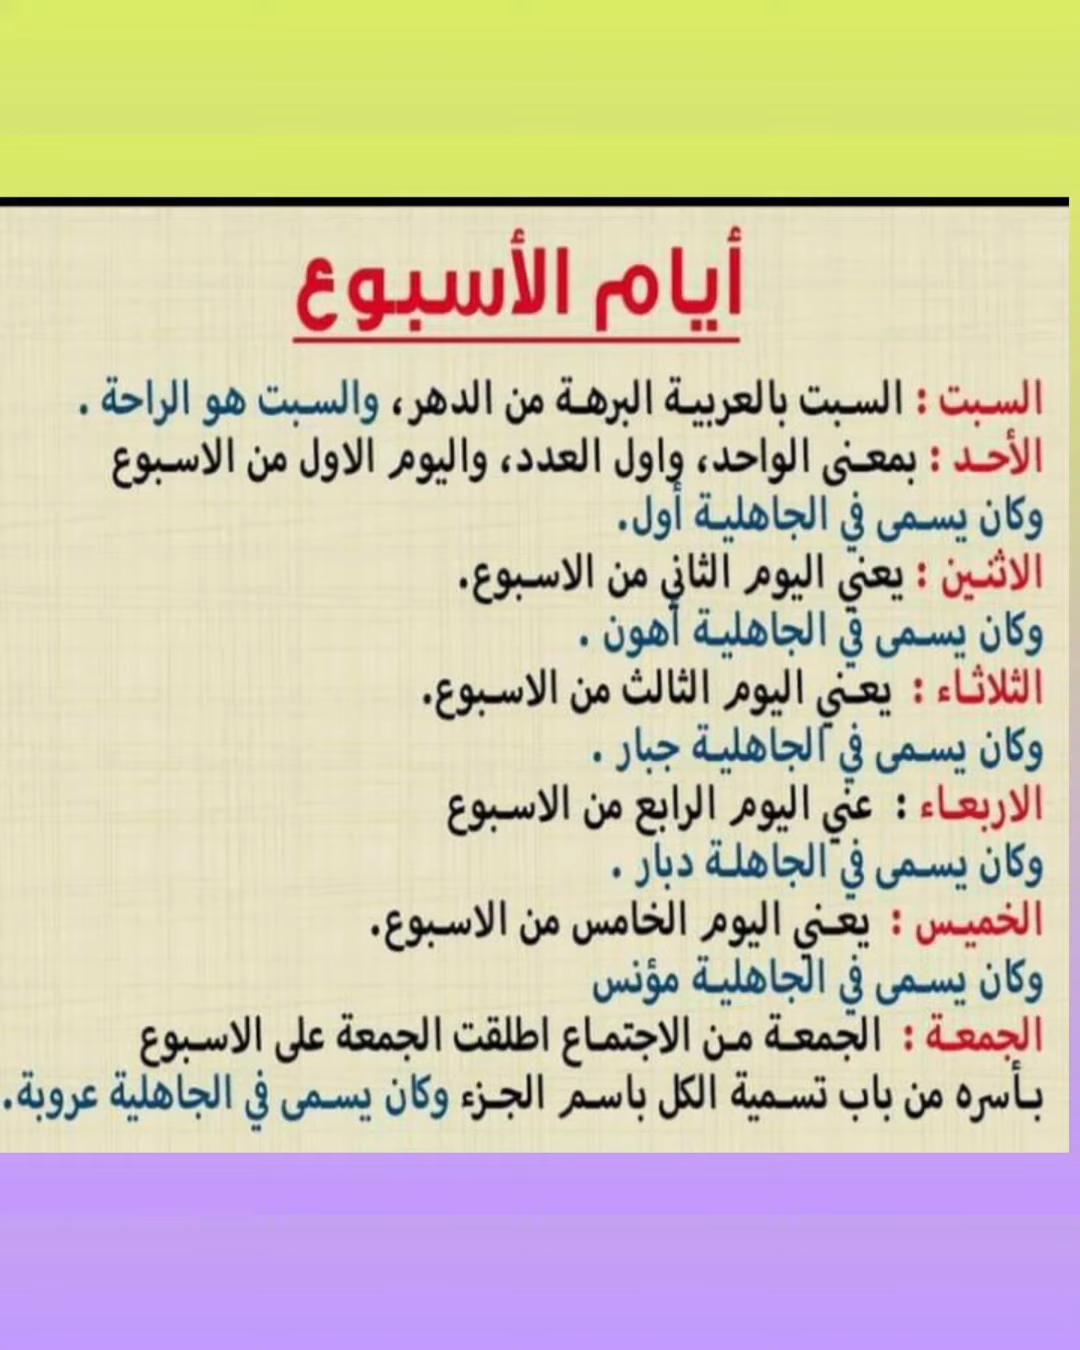 أيام الأسبوع
السبت : السبت بالعربية البرهة من الدهر، والسبت هو الراحة .
الأحد : بمعنى الواحد، واول العدد، واليوم الاول من الاسبوع
وكان يسمى في الجاهلية أول.
الاثنين : يعني اليوم الثاني من الاسبوع.
وكان يسمى في الجاهلية أهون .
الثلاثاء : يعني اليوم الثالث من الاسبوع.
وكان يسمى في الجاهلية جبار .
الاربعاء : عني اليوم الرابع من الاسبوع
وكان يسمى في الجاهلة دبار .
الخميس : يعني اليوم الخامس من الاسبوع.
وكان يسمى في الجاهلية مؤنس
الجمعة : الجمعة من الاجتماع اطلقت الجمعة على الاسبوع
بأسره من باب تسمية الكل باسم الجزء وكان يسمى في الجاهلية عروبة.